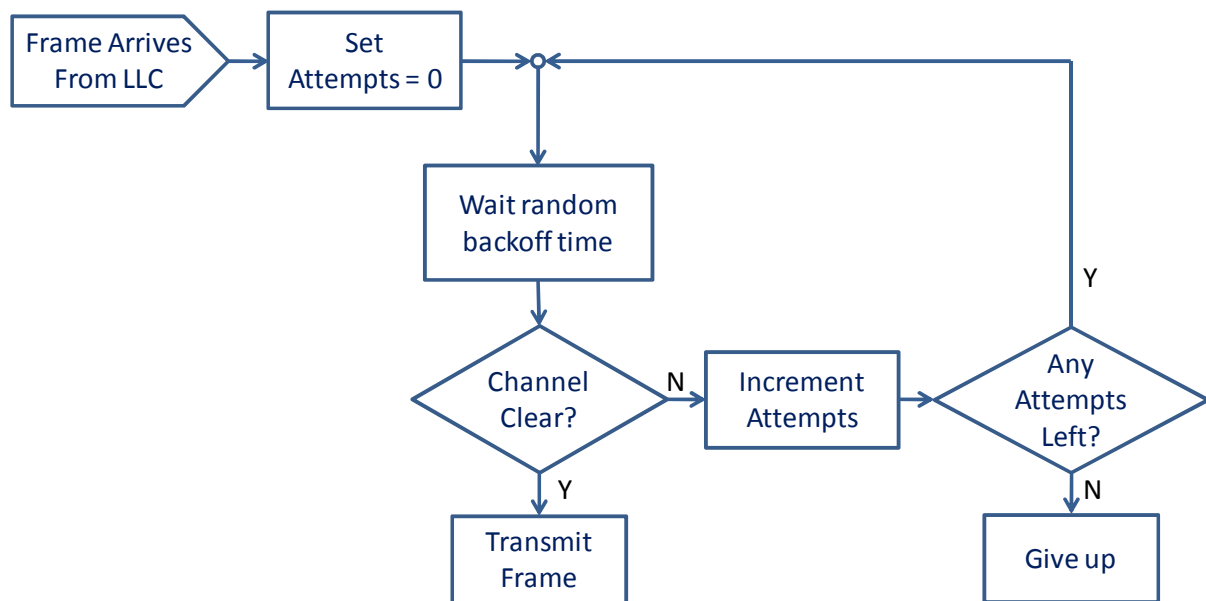 Frame Arrives
From LLC
Set
Attempts = 0
Wait random
backoff time
Y
Channel
Clear?
N
Increment
Attempts
Any
Attempts
Left?
Y
N
Transmit
Frame
Give up